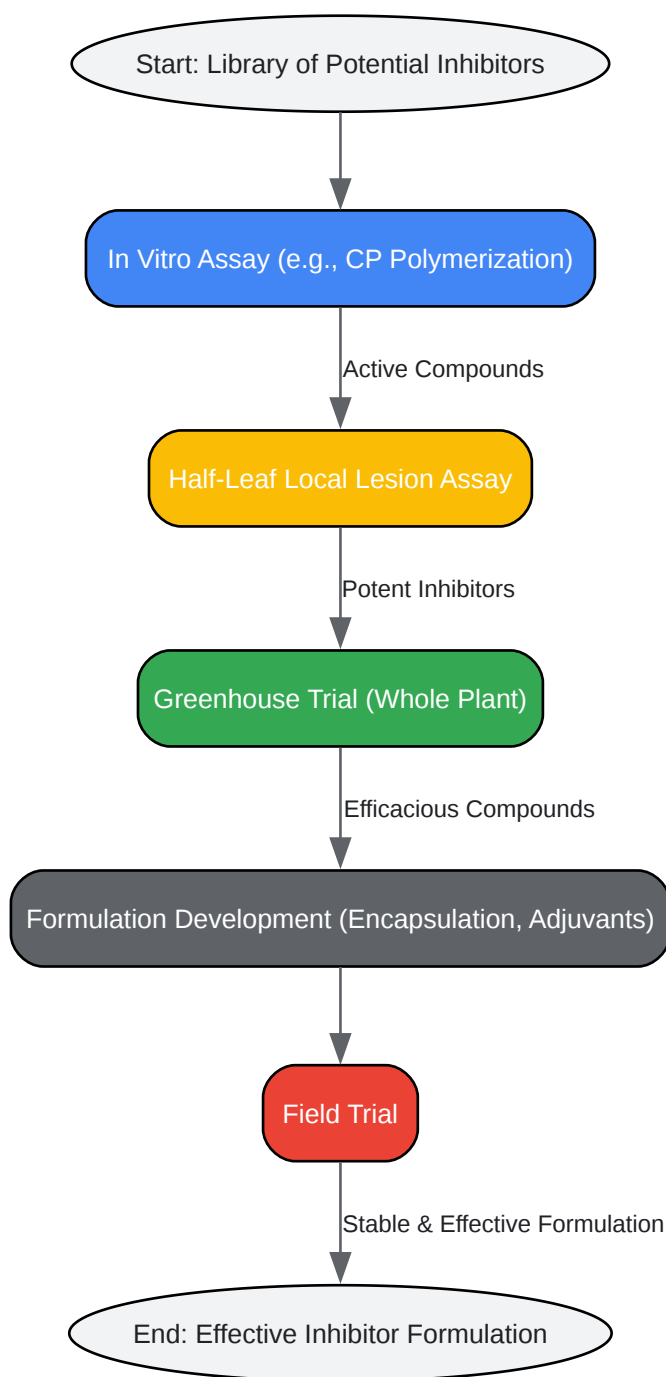 Start: Library of Potential Inhibitors
In Vitro Assay (e.g., CP Polymerization)
Active Compounds
Half-Leaf Local Lesion Assay
Potent Inhibitors
Greenhouse Trial (Whole Plant)
Efficacious Compounds
Formulation Development (Encapsulation, Adjuvants)
Field Trial
Stable & Effective Formulation
End: Effective Inhibitor Formulation